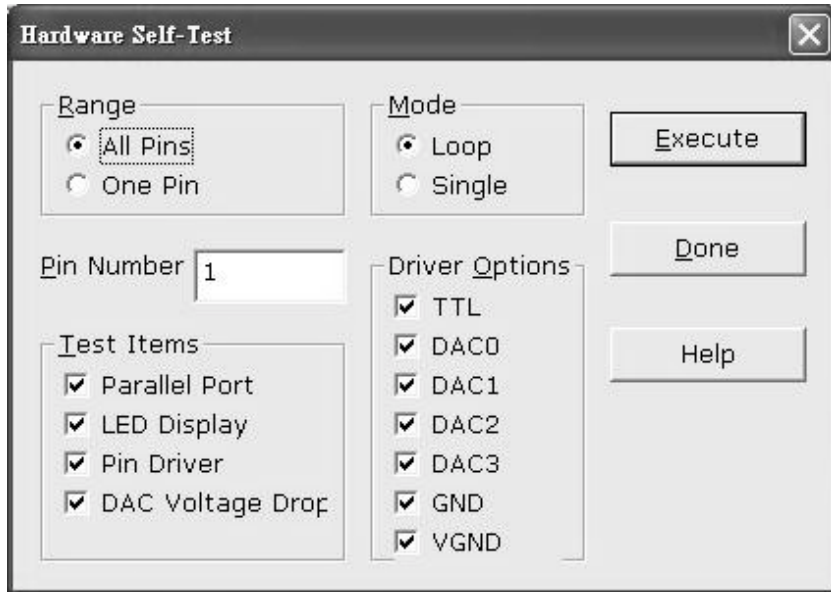 Hardware Self-Test
Range
All Pins
One Pin
Mode
Loop
Single
Execute
Pin Number 1
Done
Driver Options
TTL
DAC0
DAC1
DAC2
DAC3
GND
VGND
Help
Test Items
Parallel Port
LED Display
Pin Driver
DAC Voltage Drop